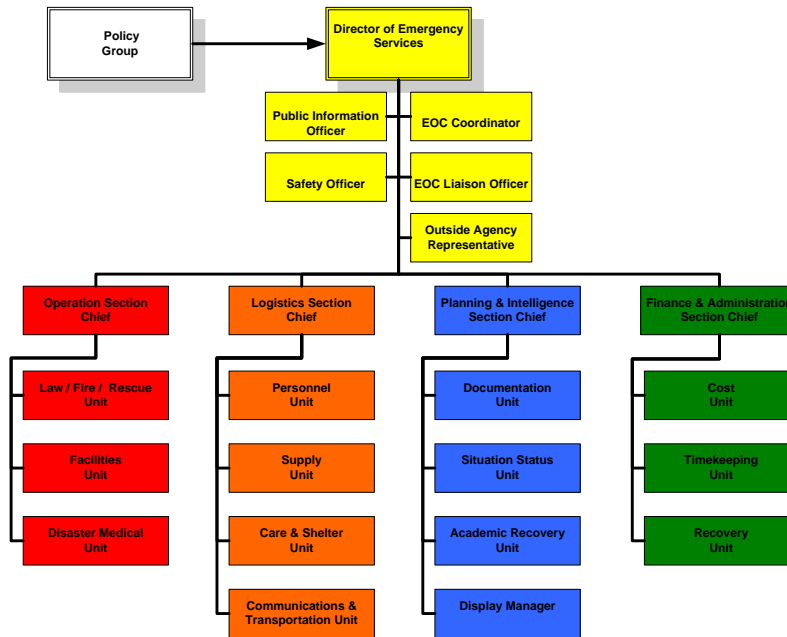 Policy
Group
Director of Emergency
Services
Public Information
Officer
EOC Coordinator
Safety Officer
EOC Liaison Officer
Outside Agency
Representative
Operation Section
Chief
Logistics Section
Chief
Planning & Intelligence
Section Chief
Finance & Administration
Section Chief
Law / Fire / Rescue
Unit
Personnel
Unit
Documentation
Unit
Cost
Unit
Facilities
Unit
Supply
Unit
Situation Status
Unit
Timekeeping
Unit
Disaster Medical
Unit
Care & Shelter
Unit
Academic Recovery
Unit
Recovery
Unit
Communications &
Transportation Unit
Display Manager